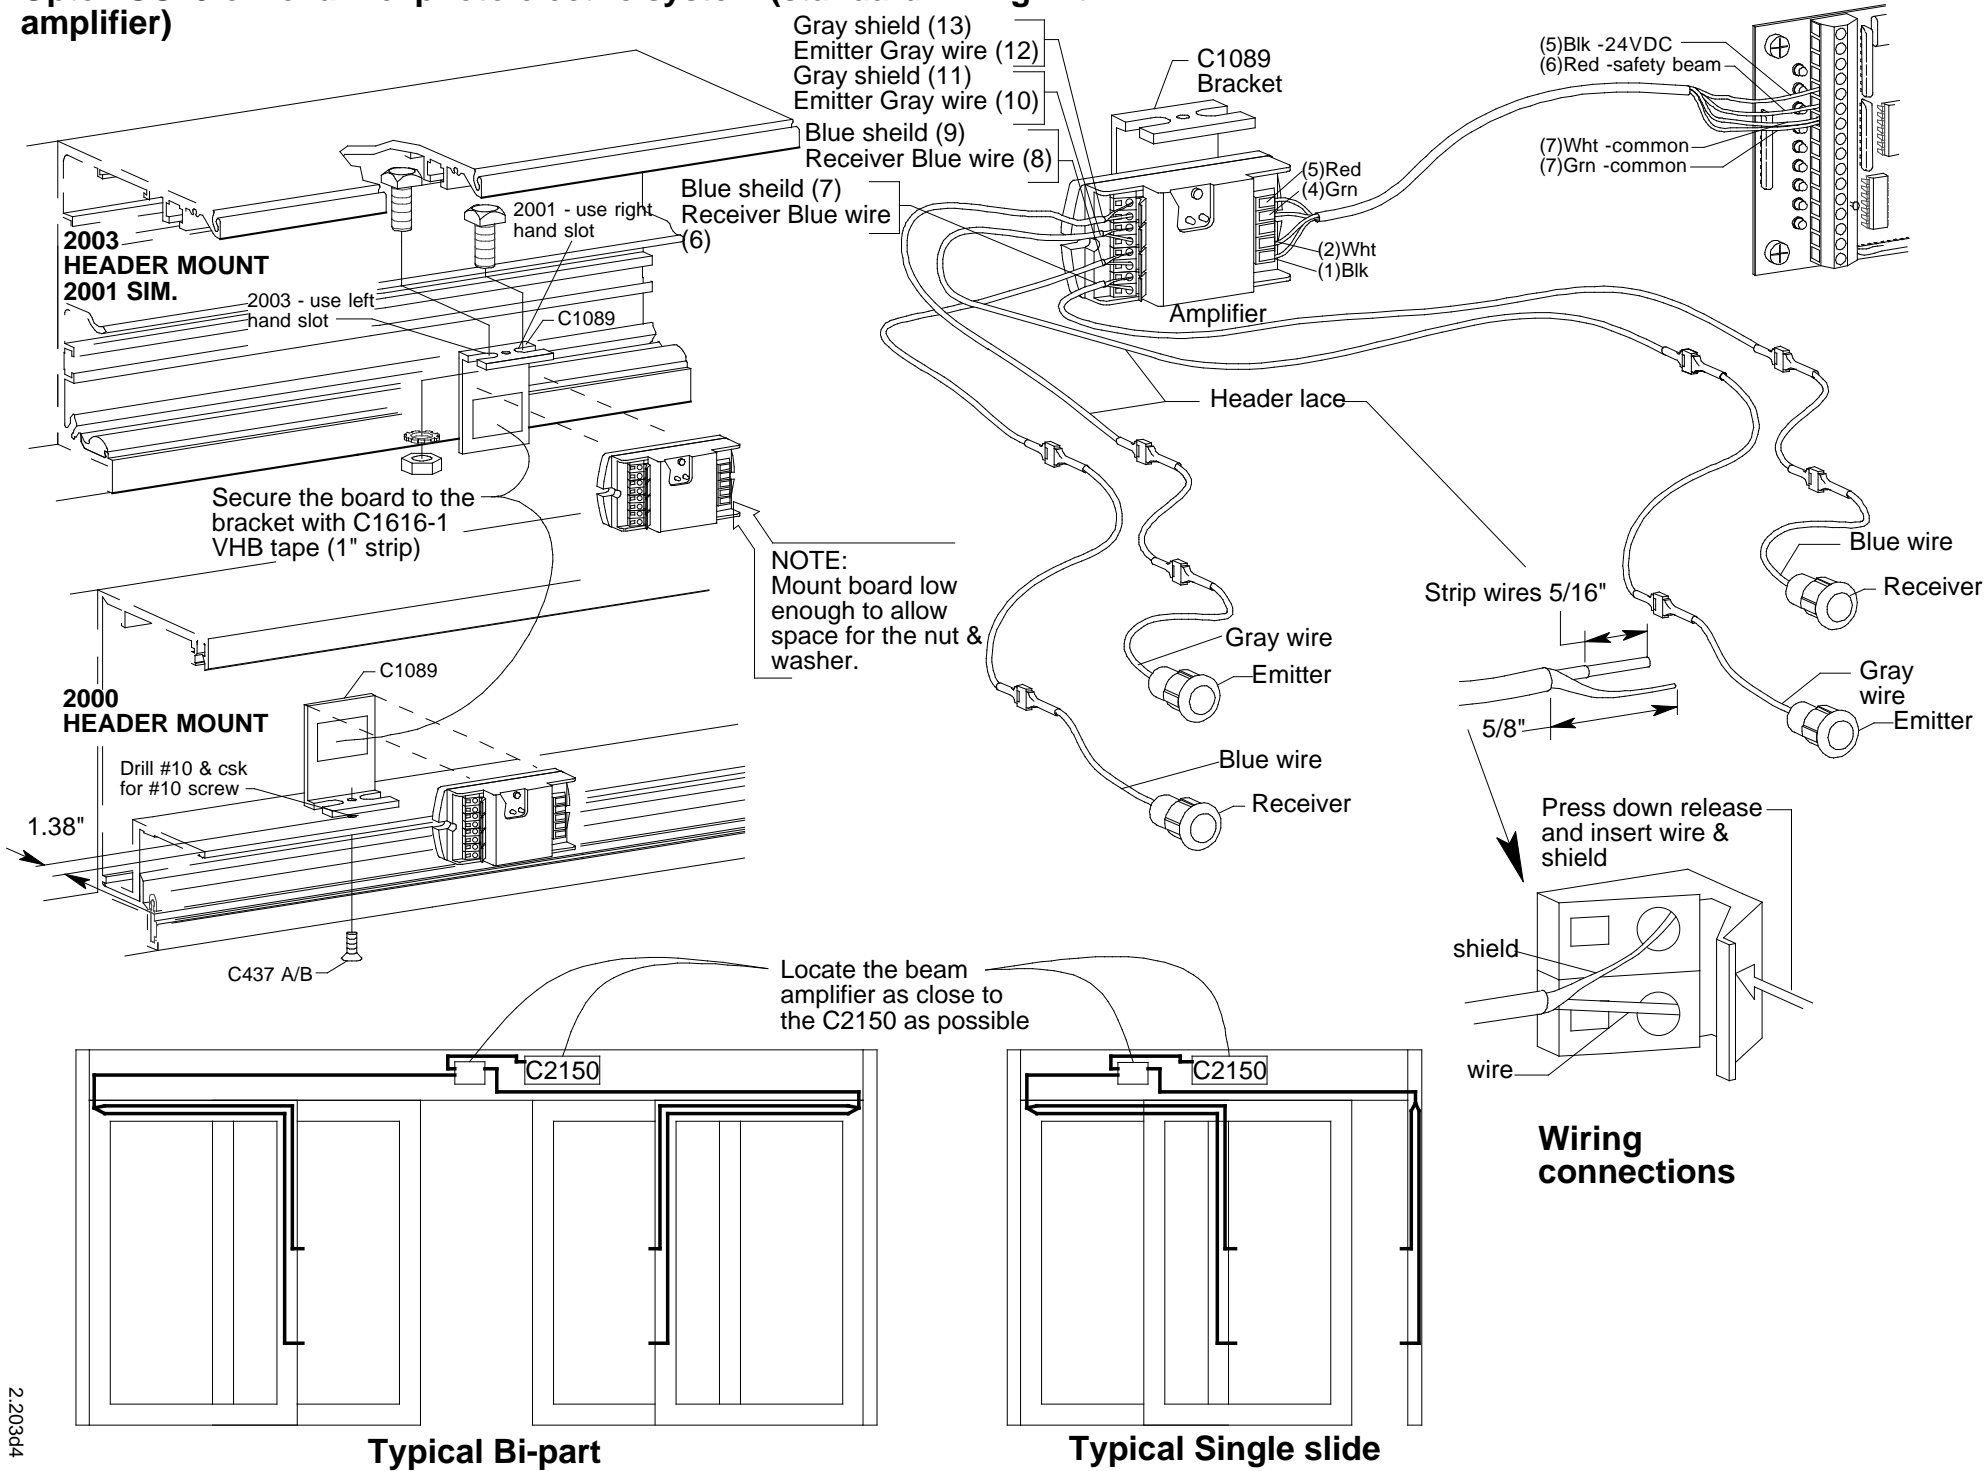 amplifier)
Gray shield (13)
Emitter Gray wire (12)
Gray shield (11)
Emitter Gray wire (10)
Blue sheild (9)
Receiver Blue wire (8)
Blue sheild (7)
Receiver Blue wire
(6)
C1089
Bracket
(5)Red
(4)Grn
(2)Wht
(1)Blk
Amplifier
(5)Blk -24VDC
(6)Red -safety beam
(7)Wht -common
(7)Grn -common
2003
HEADER MOUNT
2001 SIM.
2001 - use right
hand slot
2003 - use left
hand slot
C1089
Secure the board to the
bracket with C1616-1
VHB tape (1" strip)
NOTE:
Mount board low
enough to allow
space for the nut &
washer.
Header lace
Gray wire
Emitter
Blue wire
Receiver
Blue wire
Receiver
Gray
wire
Emitter
Strip wires 5/16"
5/8"
Press down release
and insert wire &
shield
shield
wire
Wiring
connections
2000
HEADER MOUNT
C1089
Drill #10 & csk
for #10 screw
1.38"
C437 A/B
Locate the beam
amplifier as close to
the C2150 as possible
C2150
C2150
Typical Bi-part
Typical Single slide
2.203d4